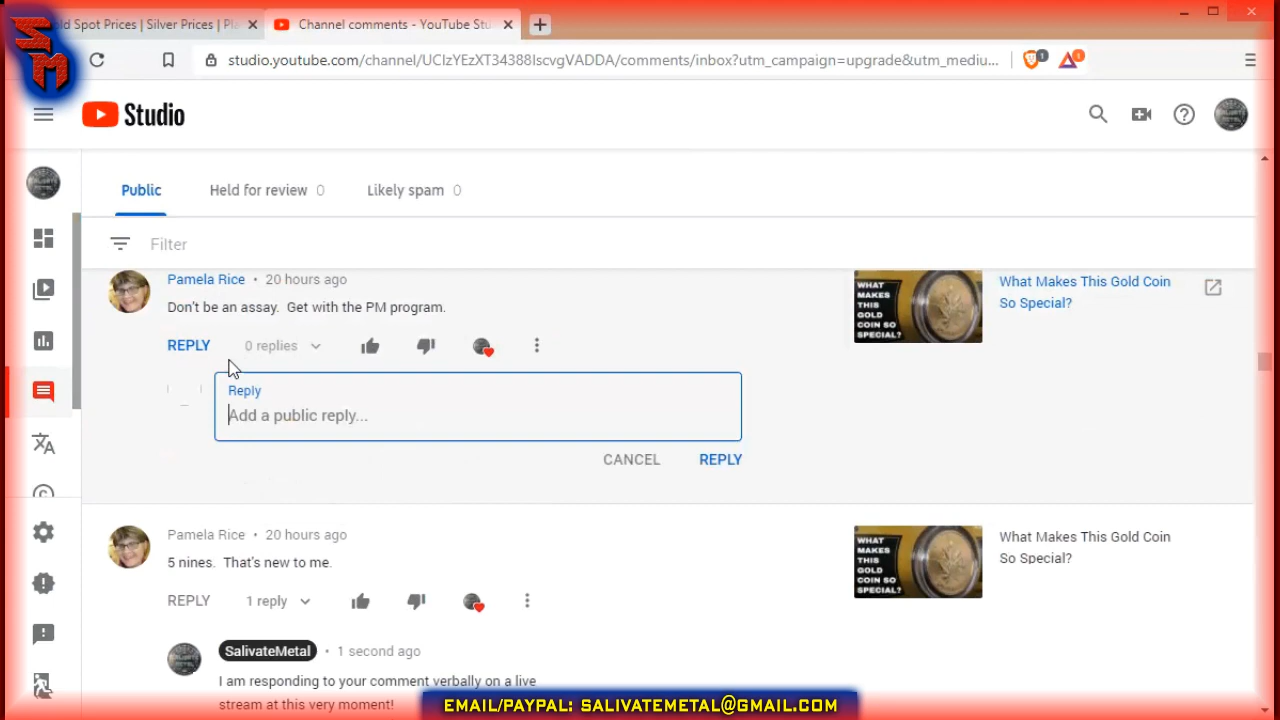 SM
old Spot Prices | Silver Prices | Pla
Channel comments - YouTube Stu
studio.youtube.com/channel/UCIzYEzXT34388IscvgVADDA/comments/inbox?utm_campaign=upgrade&utm_mediu...
1
1
Studio
Public
Held for review 0
Likely spam 0
Filter
Pamela Rice • 20 hours ago
Don't be an assay. Get with the PM program.
REPLY 0 replies
Reply
Add a public reply...
CANCEL REPLY
WHAT
MAKES
THIS
GOLD
COIN SO
SPECIAL?
What Makes This Gold Coin
So Special?
Pamela Rice • 20 hours ago
5 nines. That's new to me.
REPLY 1 reply
WHAT
MAKES
THIS
GOLD
COIN SO
SPECIAL?
What Makes This Gold Coin
So Special?
SalivateMetal • 1 second ago
I am responding to your comment verbally on a live
stream at this very moment!
EMAIL/PAYPAL: SALIVATEMETAL@GMAIL.COM